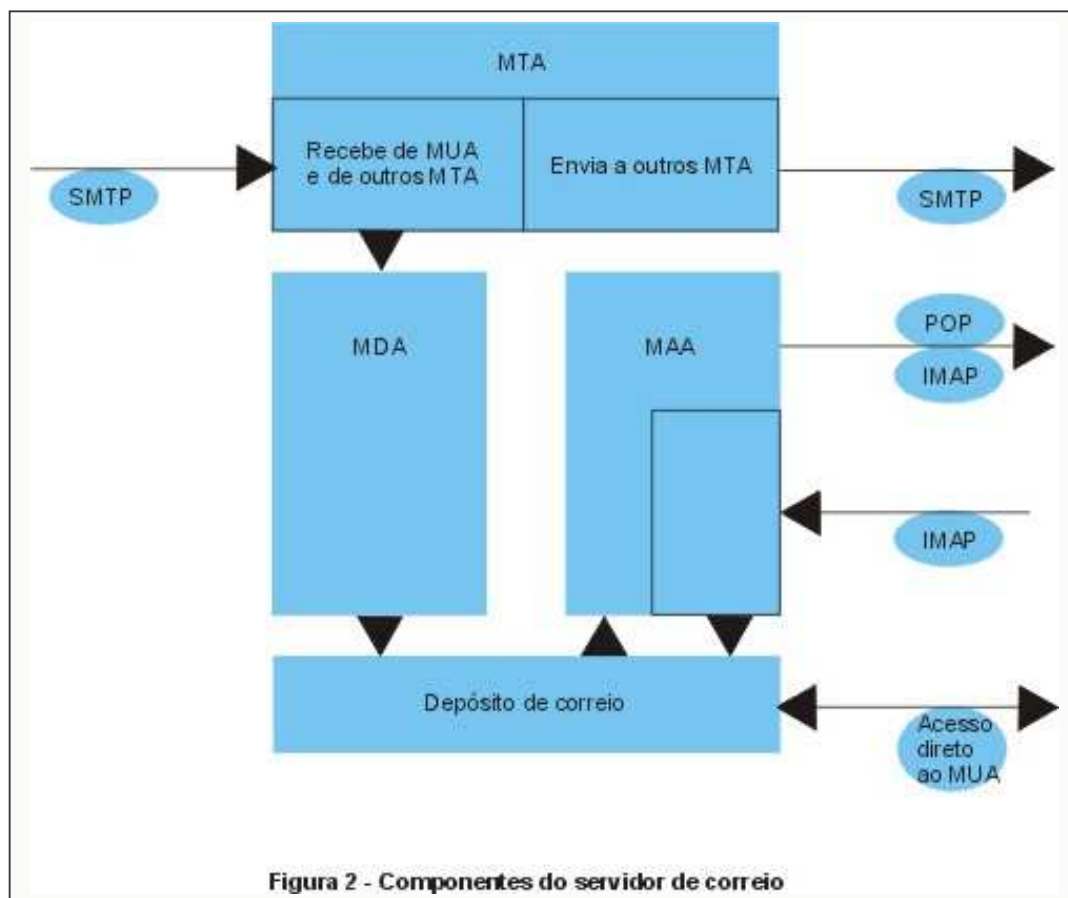 MTA
Recebe de MUA
e de outros MTA
Envia a outros MTA
SMTP
SMTP
MDA
MAA
POP
IMAP
IMAP
Depósito de correio
Acesso
direto
ao MUA
Figura 2 - Componentes do servidor de correio